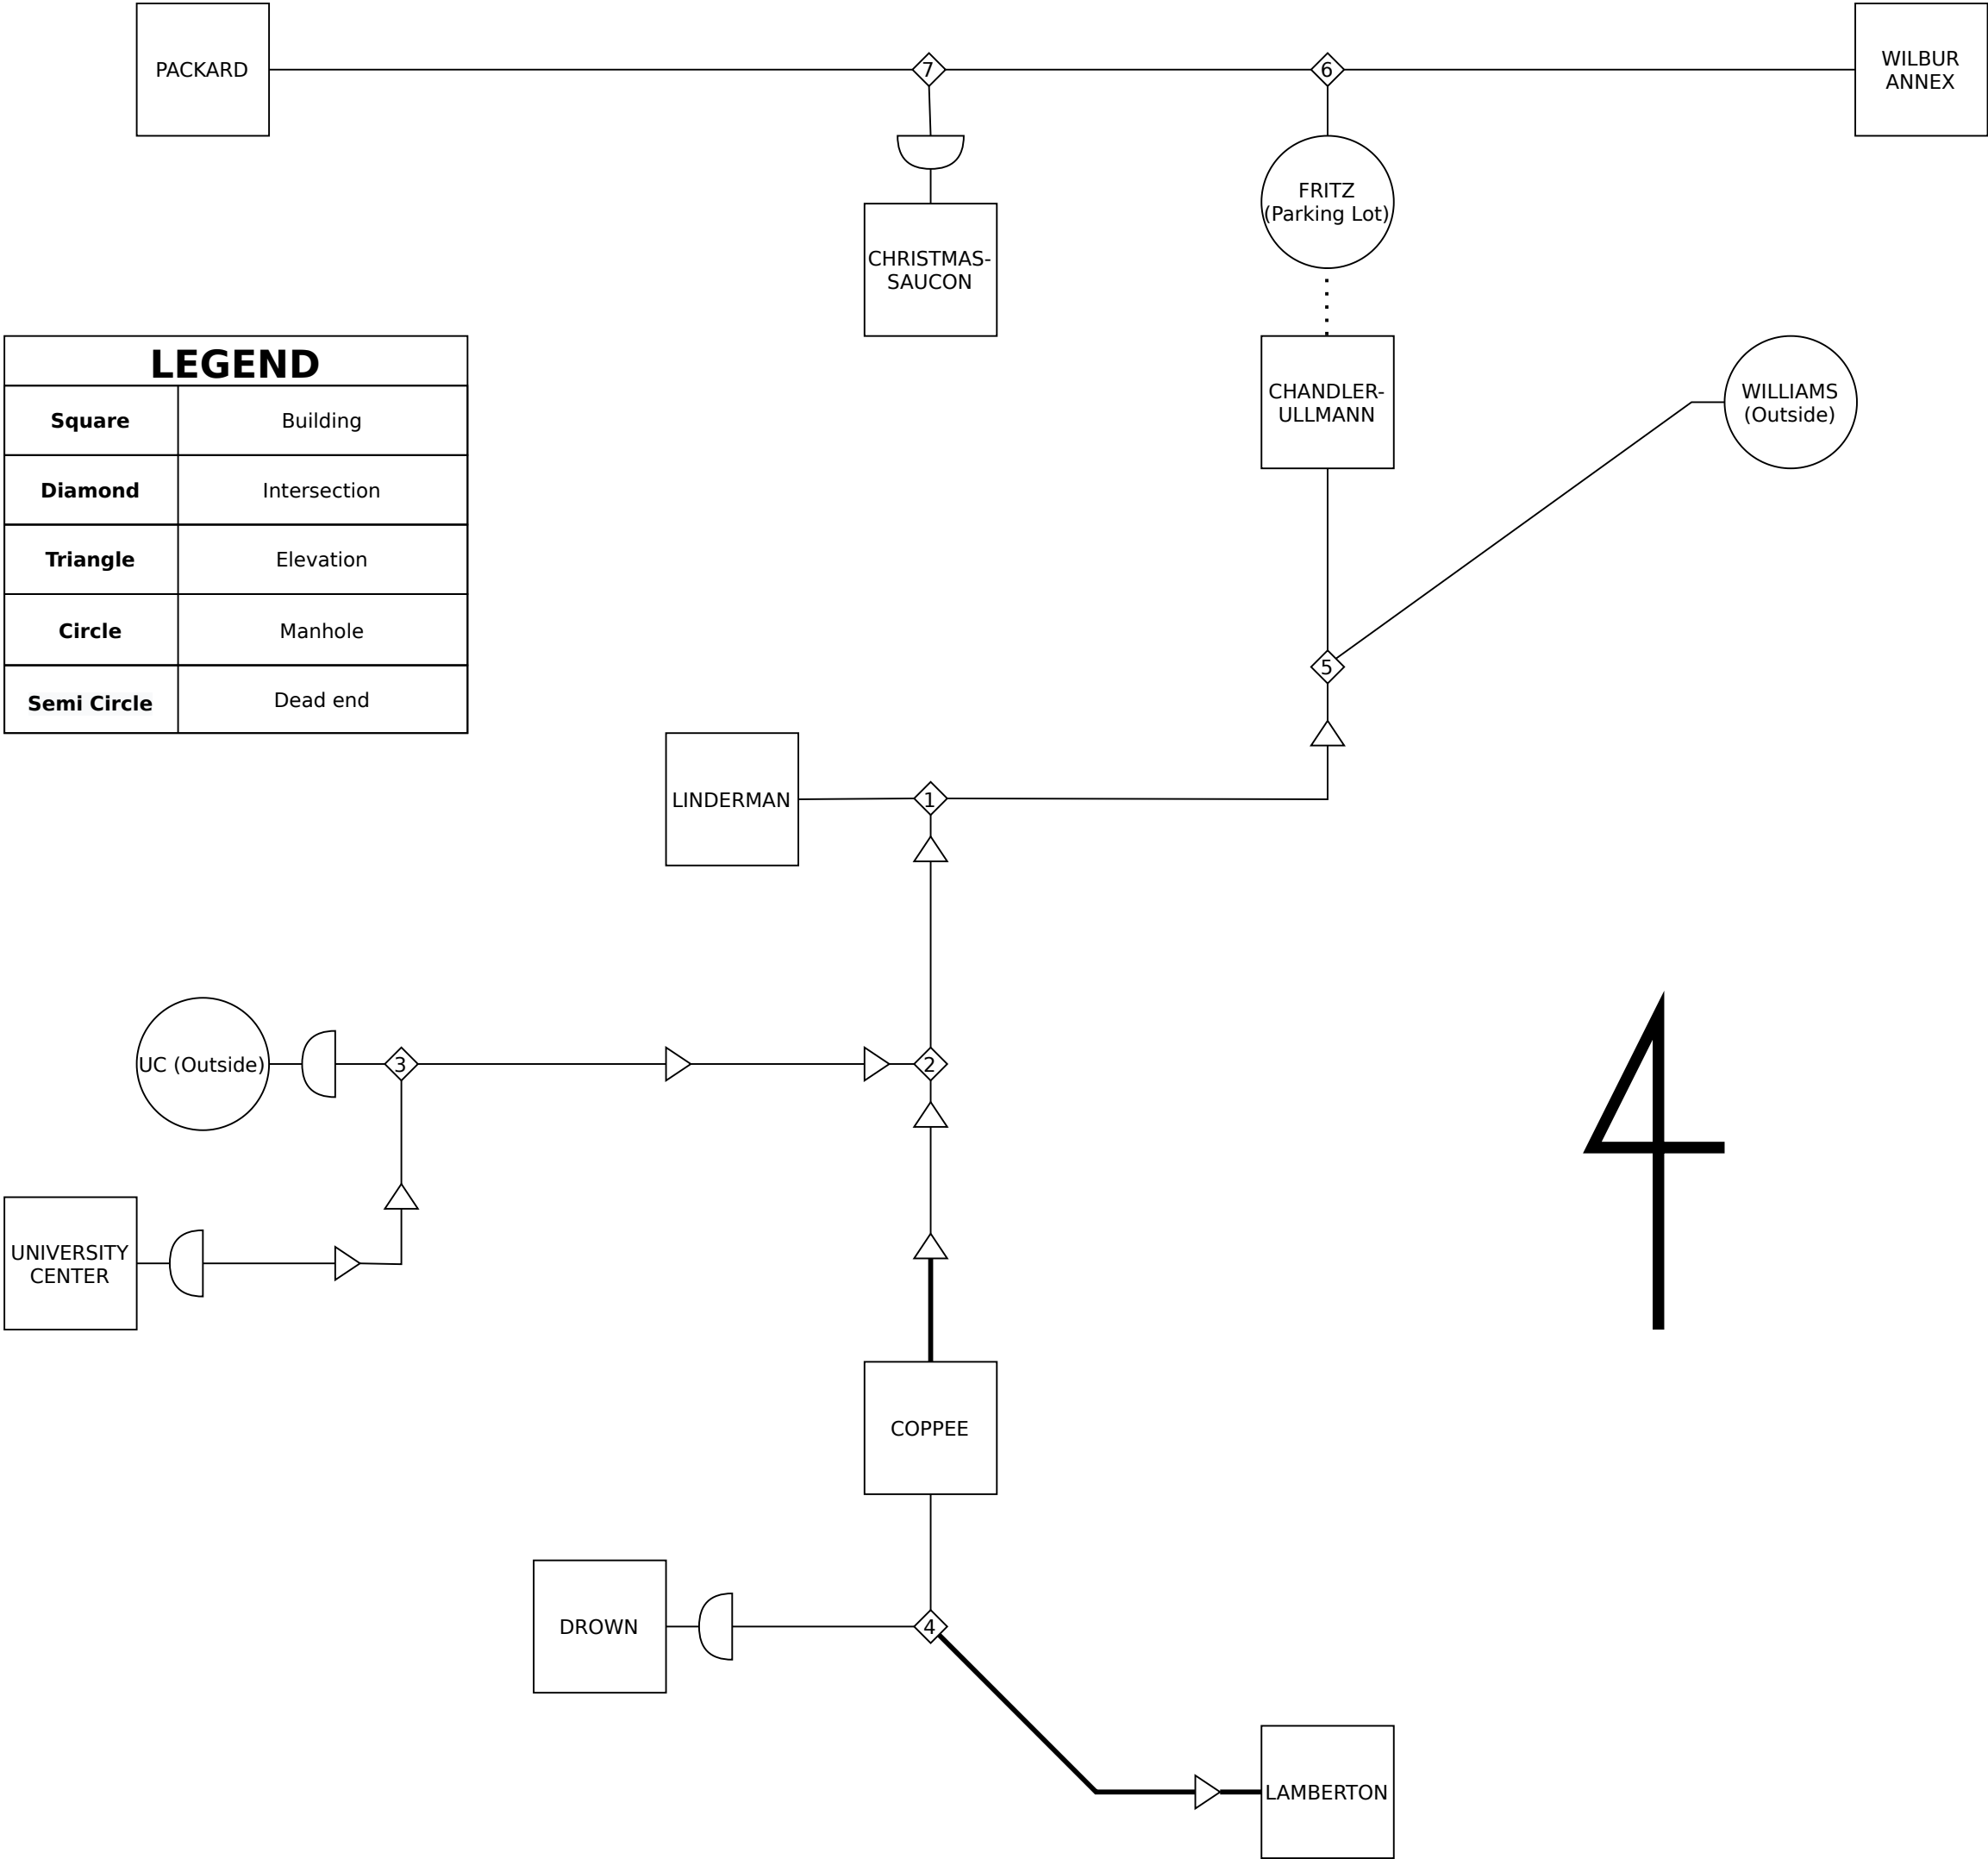 PACKARD
7
6
WILBUR
ANNEX
FRITZ
(Parking Lot)
CHRISTMAS-
SAUCON
LEGEND
Square
Building
Diamond
Intersection
Triangle
Elevation
Circle
Manhole
Semi Circle
Dead end
CHANDLER-
ULLMANN
WILLIAMS
(Outside)
5
LINDERMAN
1
UC (Outside)
3
2
UNIVERSITY
CENTER
COPPEE
DROWN
4
LAMBERTON